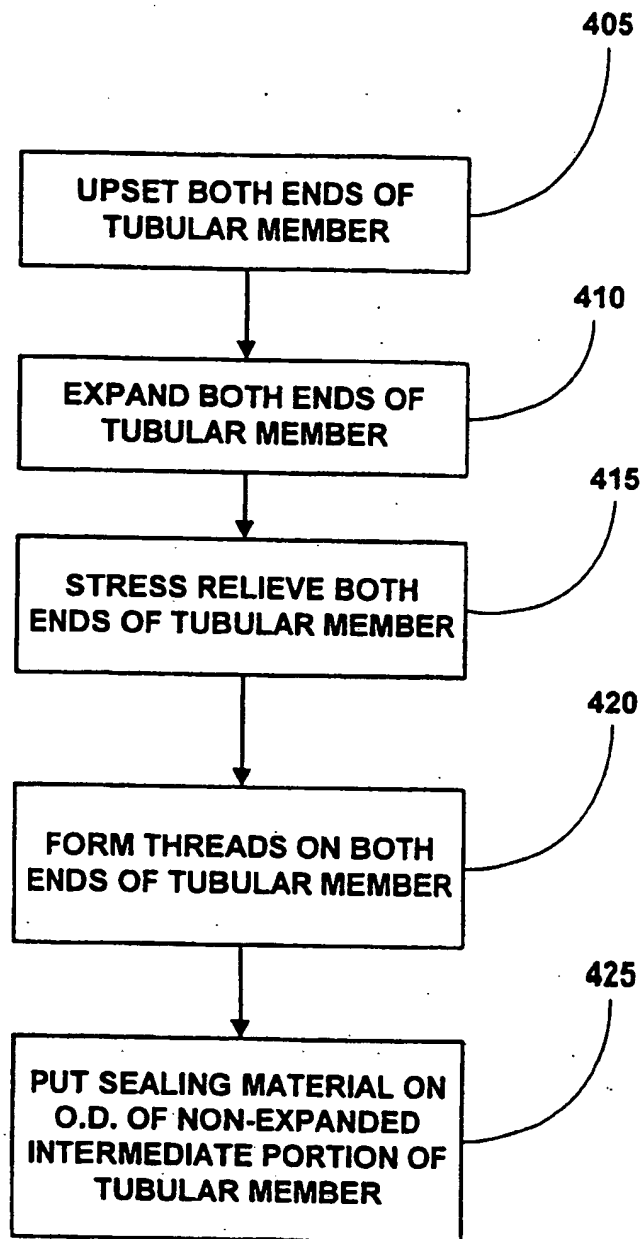 405
UPSET BOTH ENDS OF
TUBULAR MEMBER
410
EXPAND BOTH ENDS OF
TUBULAR MEMBER
415
STRESS RELIEVE BOTH
ENDS OF TUBULAR MEMBER
420
FORM THREADS ON BOTH
ENDS OF TUBULAR MEMBER
425
PUT SEALING MATERIAL ON
O.D. OF NON-EXPANDED
INTERMEDIATE PORTION OF
TUBULAR MEMBER